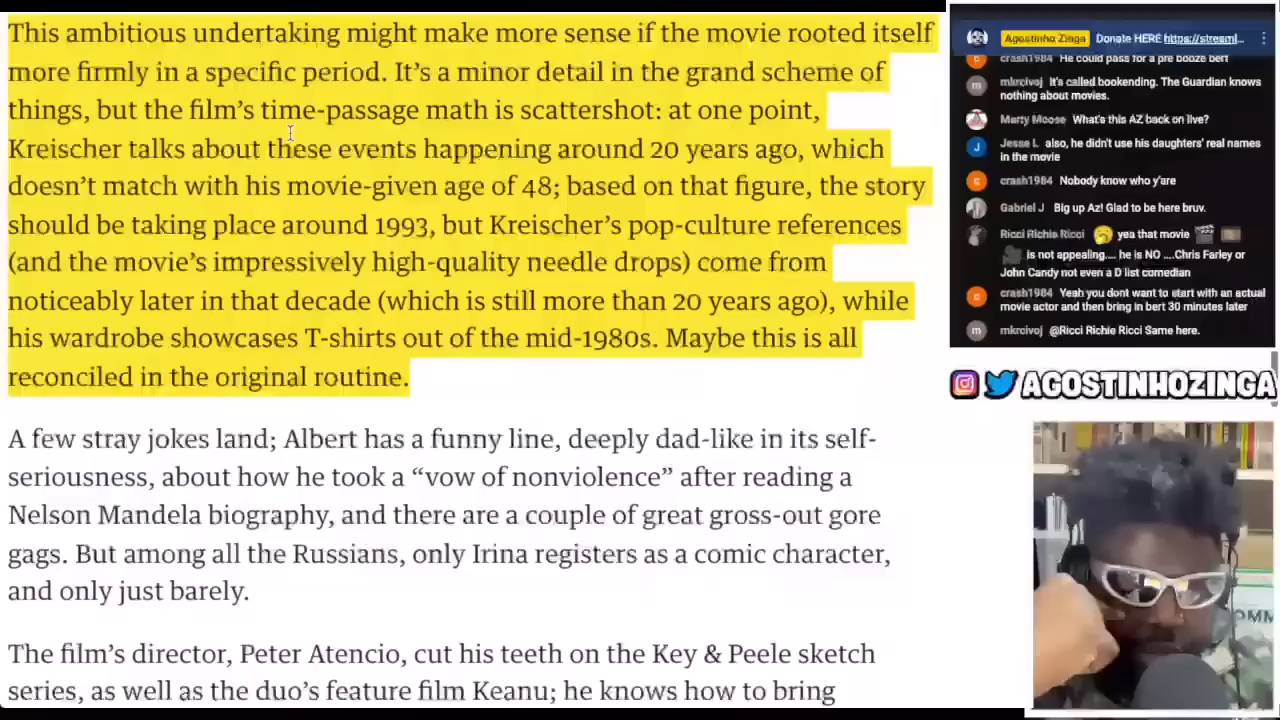 This ambitious undertaking might make more sense if the movie rooted itself
more firmly in a specific period. It’s a minor detail in the grand scheme of
things, but the film’s time-passage math is scattershot: at one point,
Kreischer talks about these events happening around 20 years ago, which
doesn’t match with his movie-given age of 48; based on that figure, the story
should be taking place around 1993, but Kreischer’s pop-culture references
(and the movie’s impressively high-quality needle drops) come from
noticeably later in that decade (which is still more than 20 years ago), while
his wardrobe showcases T-shirts out of the mid-1980s. Maybe this is all
reconciled in the original routine.
A few stray jokes land; Albert has a funny line, deeply dad-like in its self-
seriousness, about how he took a “vow of nonviolence” after reading a
Nelson Mandela biography, and there are a couple of great gross-out gore
gags. But among all the Russians, only Irina registers as a comic character,
and only just barely.
The film’s director, Peter Atencio, cut his teeth on the Key & Peele sketch
series, as well as the duo’s feature film Keanu; he knows how to bring
Agostinho Zinga Donate HERE https://streaml...
crash1984 He could pass for a pre booze bert
mkrcivoj It's called bookending. The Guardian knows
nothing about movies.
Marty Moose What's this AZ back on live?
Jesse L also, he didn't use his daughters' real names
in the movie
crash1984 Nobody know who y'are
Gabriel J Big up Az! Glad to be here bruv.
Ricci Richie Ricci yea that movie
is not appealing.... he is NO ....Chris Farley or
John Candy not even a D list comedian
crash1984 Yeah you dont want to start with an actual
movie actor and then bring in bert 30 minutes later
mkrcivoj @Ricci Richie Ricci Same here.
AGOSTINHOZINGA